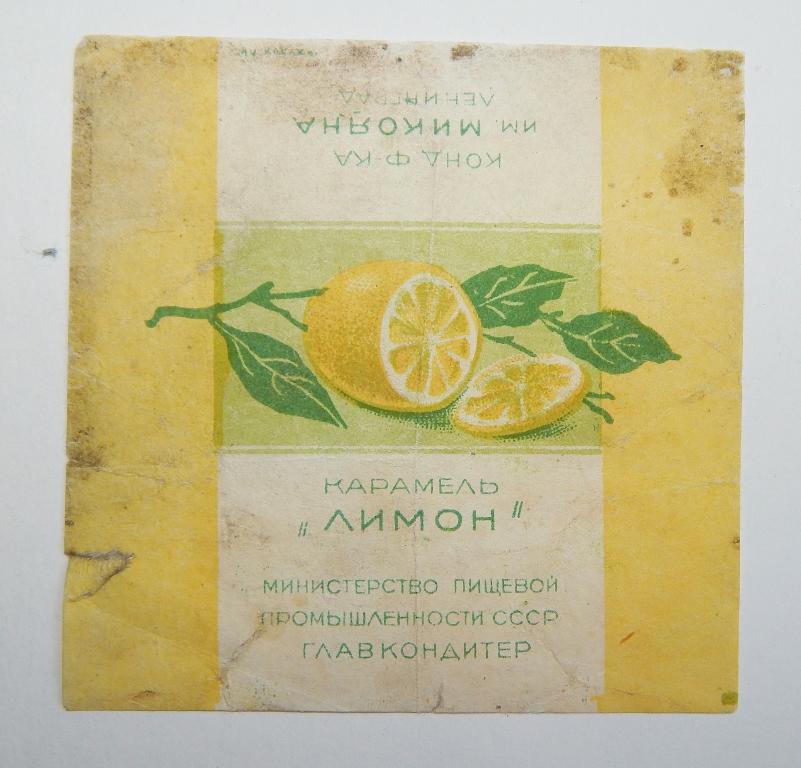 КОНД Ф-КА
ИМ. МИКОЯНА
ЛЕНИНГРАД
КАРАМЕЛЬ
„ЛИМОН"
МИНИСТЕРСТВО ПИЩЕВОЙ
ПРОМЫШЛЕННОСТИ СССР
ГЛАВКОНДИТЕР